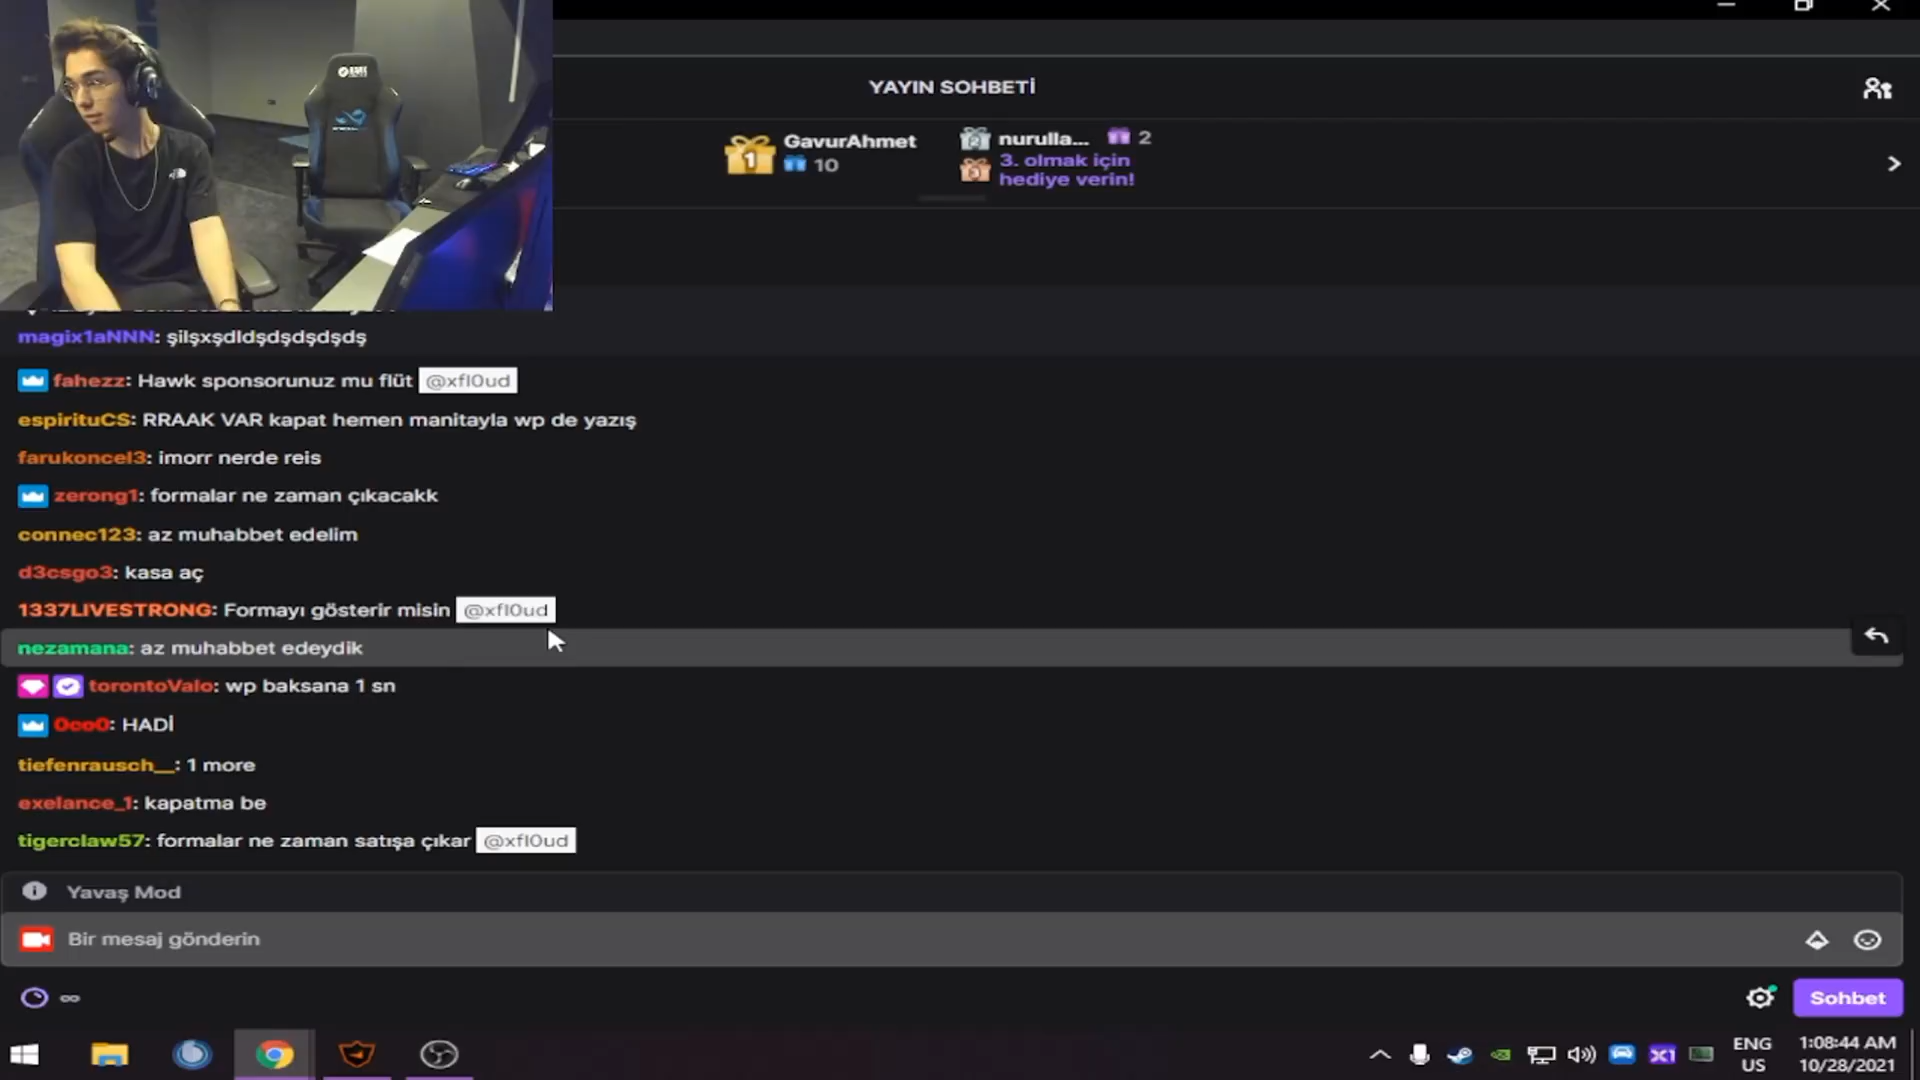 YAYIN SOHBETİ
GavurAhmet
10
nurulla... 2
3. olmak için
hediye verin!
magix1aNNN: şilşxşdldşdşdşdşdş
fahezz: Hawk sponsorunuz mu flüt @xfl0ud
espirituCS: RRAAK VAR kapat hemen manitayla wp de yazış
farukoncel3: imorr nerde reis
zerong1: formalar ne zaman çıkacakk
connec123: az muhabbet edelim
d3csgo3: kasa aç
1337LIVESTRONG: Formayı gösterir misin @xfl0ud
nezamana: az muhabbet edeydik
torontoValo: wp baksana 1 sn
0co0: HADİ
tiefenrausch__: 1 more
exelance_1: kapatma be
tigerclaw57: formalar ne zaman satışa çıkar @xfl0ud
Yavaş Mod
Bir mesaj gönderin
Sohbet
ENG
US
1:08:44 AM
10/28/2021